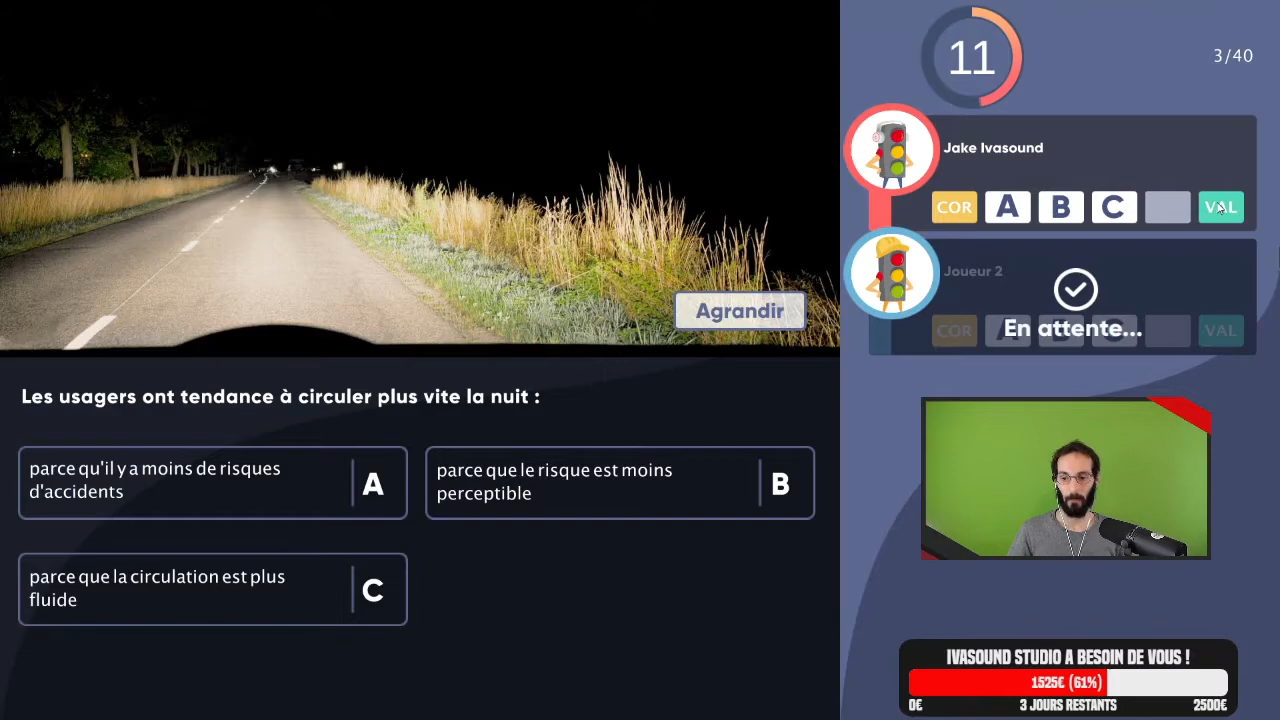 11
3/40
Jake Ivasound
COR A B C VAL
Joueur 2
En attente...
COR A B C VAL
Agrandir
Les usagers ont tendance à circuler plus vite la nuit :
parce qu'il y a moins de risques
d'accidents
A
parce que le risque est moins
perceptible
B
parce que la circulation est plus
fluide
C
IVASOUND STUDIO A BESOIN DE VOUS !
1525€ (61%)
0€ 3 JOURS RESTANTS 2500€